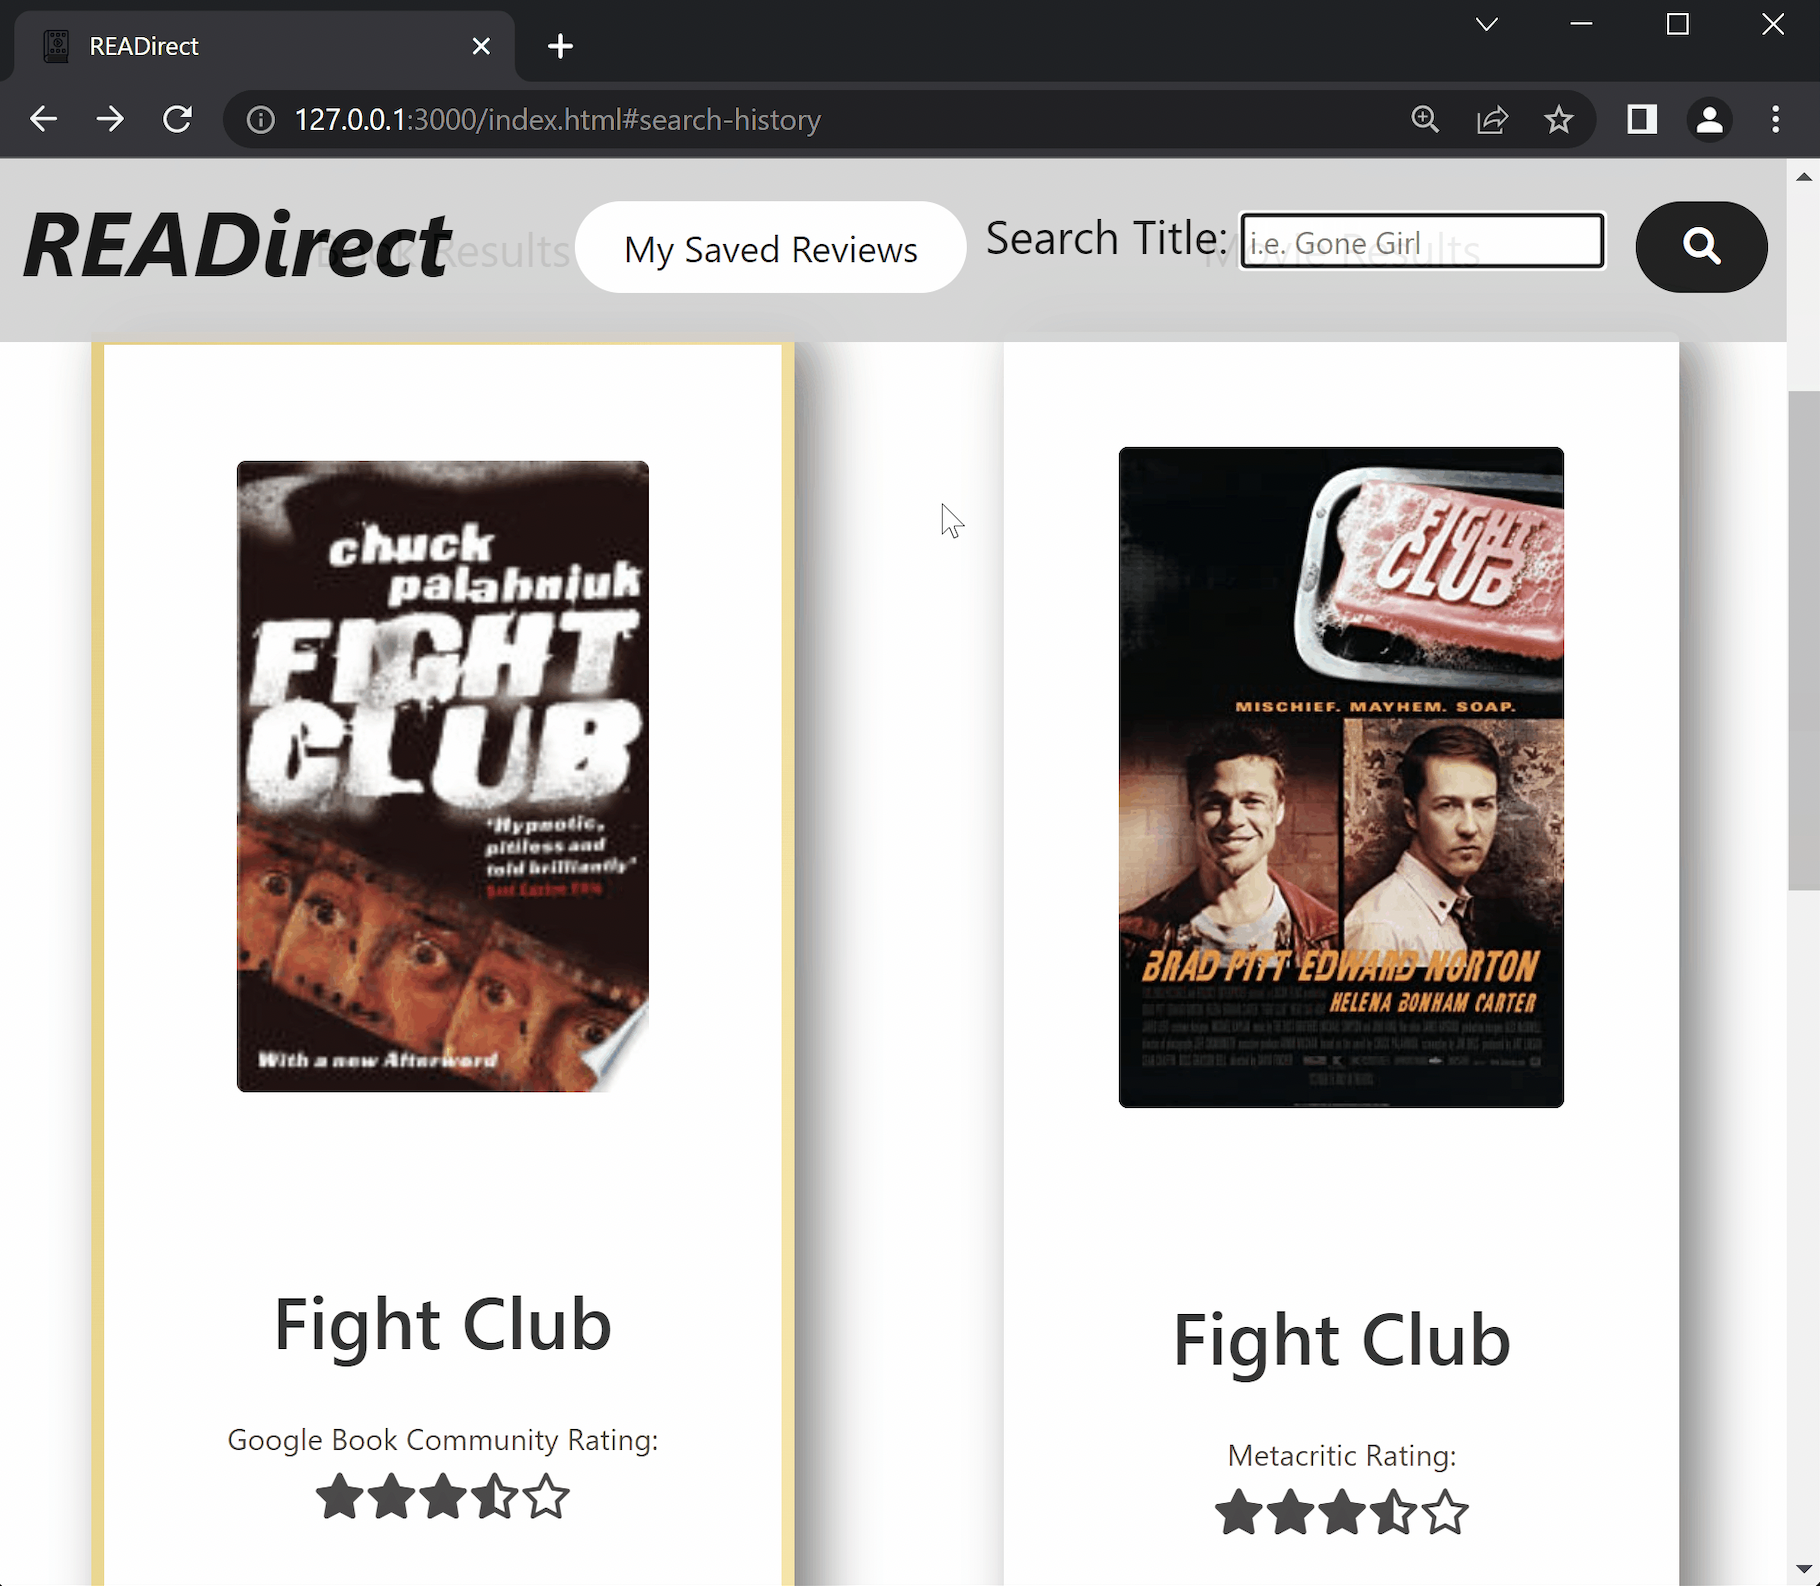 READirect
127.0.0.1:3000/index.html#search-history
READirect
Book Results
My Saved Reviews
Search Title:
i.e. Gone Girl
Movie Results
chuck
palahniuk
FIGHT
CLUB
"Hypnotic,
pitiless and
told brilliantly"
With a new Afterword
FIGHT
CLUB
MISCHIEF. MAYHEM. SOAP.
BRAD PITT EDWARD NORTON
HELENA BONHAM CARTER
Fight Club
Google Book Community Rating:
Fight Club
Metacritic Rating: